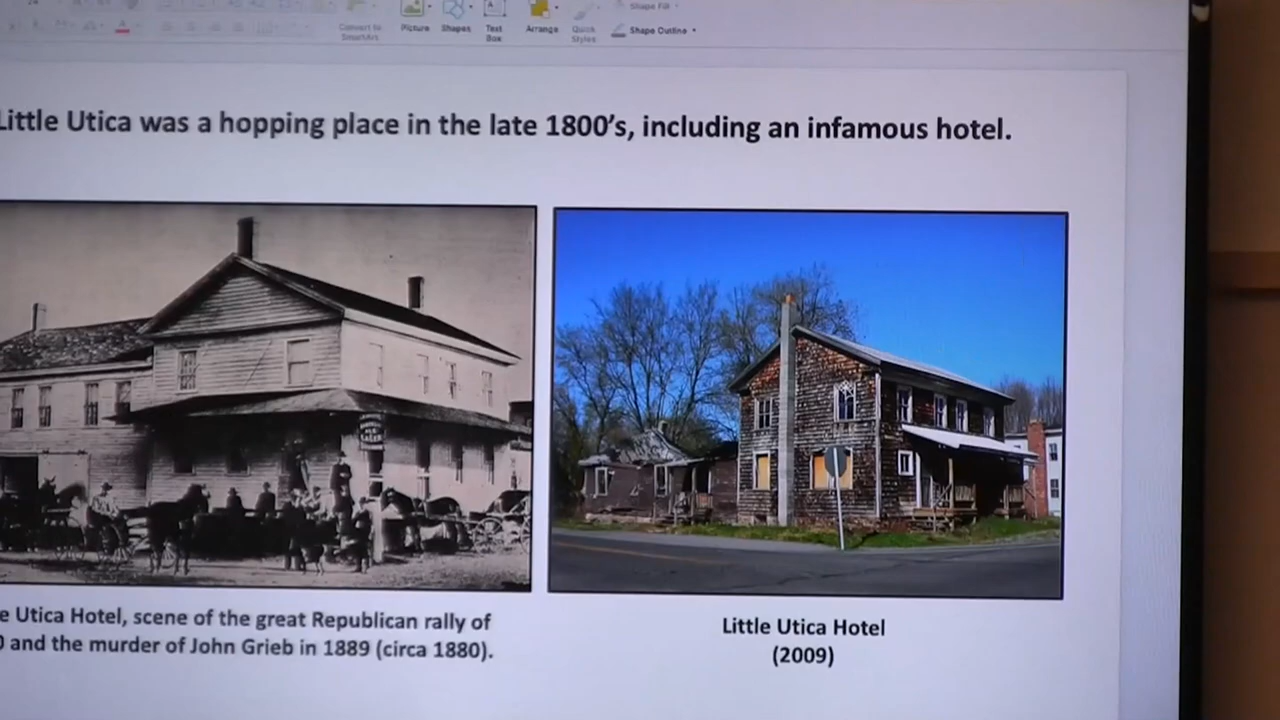 Shape Fill
Convert to
SmartArt
Picture
Shapes
Text
Box
Arrange
Quick
Styles
Shape Outline
Little Utica was a hopping place in the late 1800's, including an infamous hotel.
e Utica Hotel, scene of the great Republican rally of
0 and the murder of John Grieb in 1889 (circa 1880).
Little Utica Hotel
(2009)